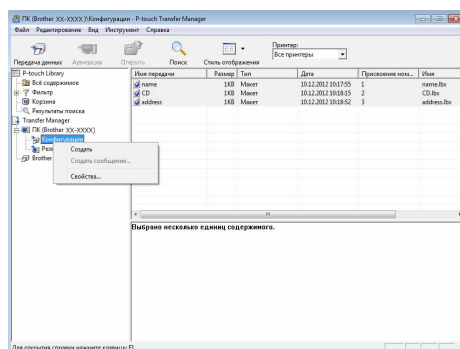 ПК (Brother XX-XXXX)\Конфигурации - P-touch Transfer Manager
Файл Редактирование Вид Инструмент Справка
Передача данных Архивация Открыть Поиск Стиль отображения Принтер:
Все принтеры
P-touch Library
Всё содержимое
Фильтр
Корзина
Результаты поиска
Transfer Manager
ПК (Brother XX-XXXX)
Конфигурации
Резе
Brother
Создать
Создать сообщение...
Свойства...
Имя передачи Размер Тип Дата Присвоение ном... Имя
name 1KB Макет 10.12.2012 10:17:55 1 name.lbx
CD 1KB Макет 10.12.2012 10:18:15 2 CD.lbx
address 1KB Макет 10.12.2012 10:18:52 3 address.lbx
Выбрано несколько единиц содержимого.
Для открытия справки нажмите клавишу F1